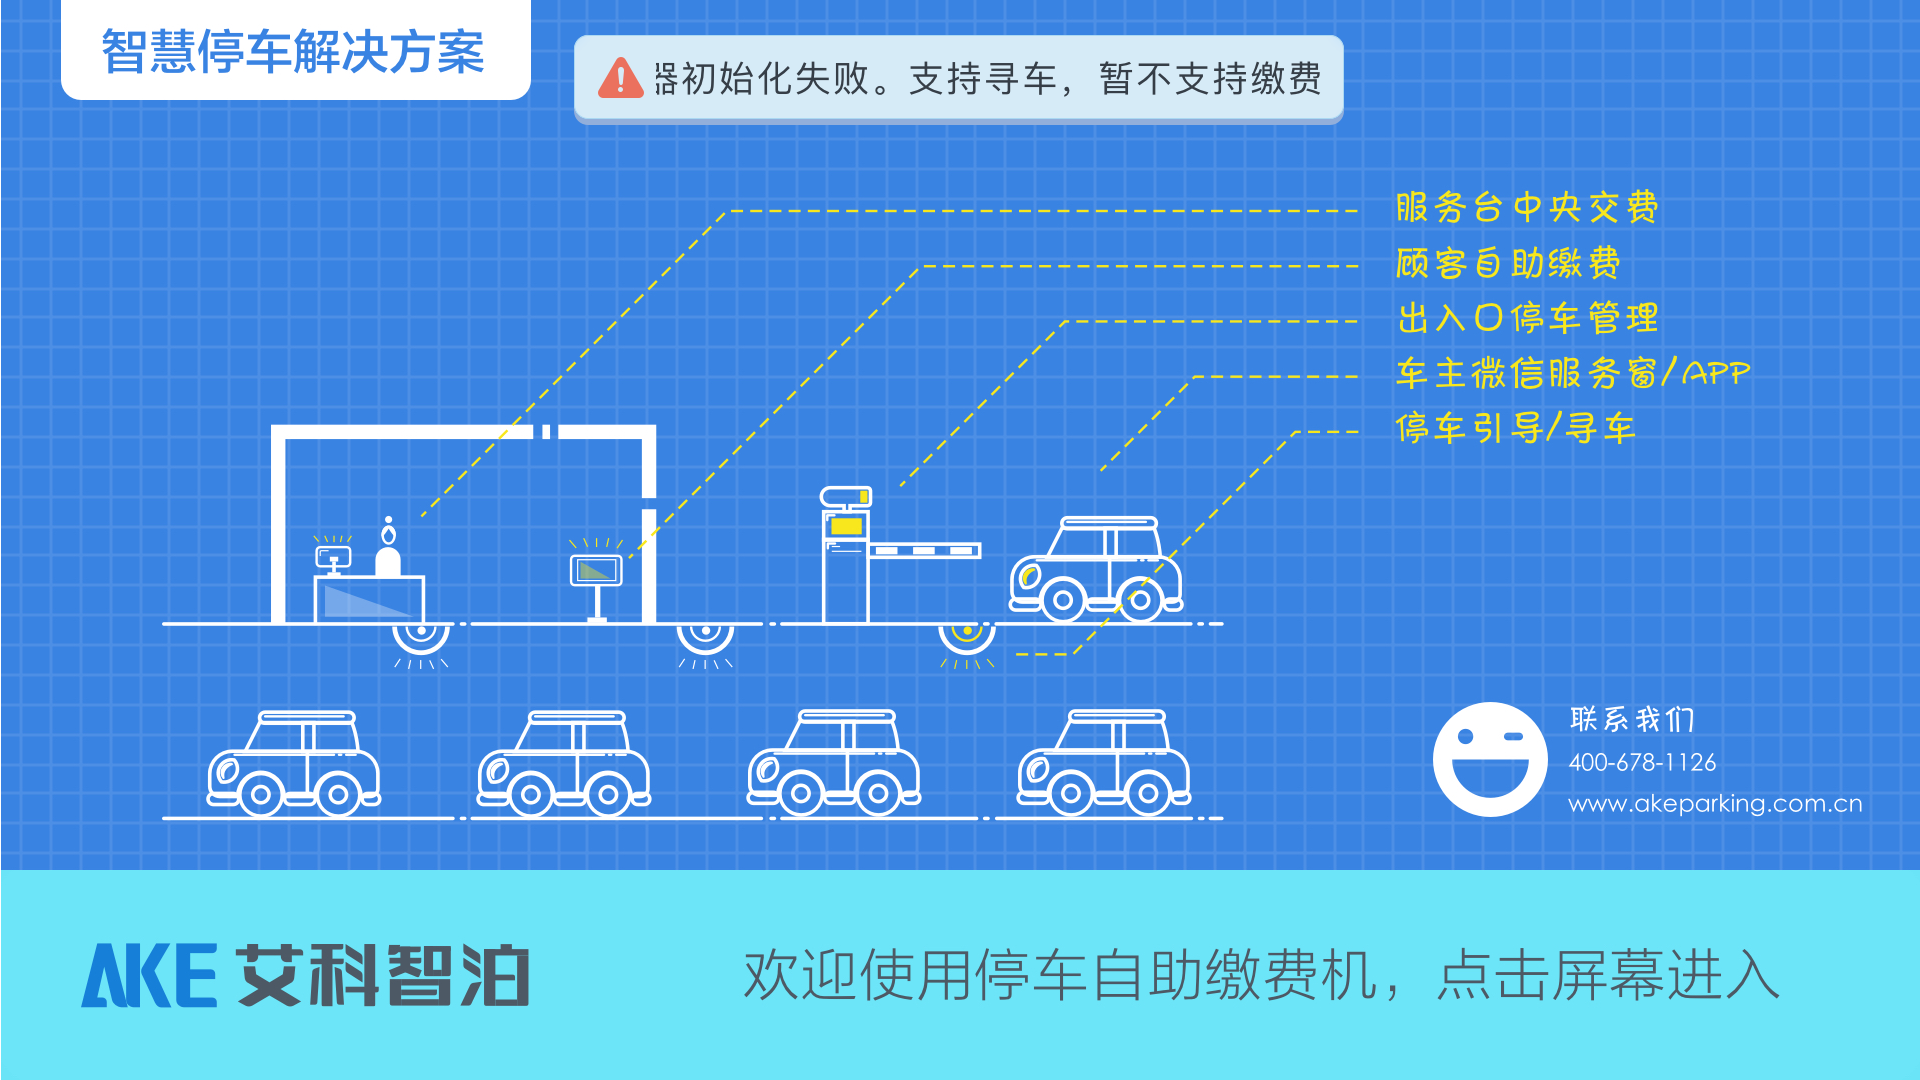 智慧停车解决方案
器初始化失败。支持寻车，暂不支持缴费
服务台中央交费
顾客自助缴费
出入口停车管理
车主微信服务窗/APP
停车引导/寻车
联系我们
400-678-1126
www.akeparking.com.cn
AKE 艾科智泊
欢迎使用停车自助缴费机，点击屏幕进入